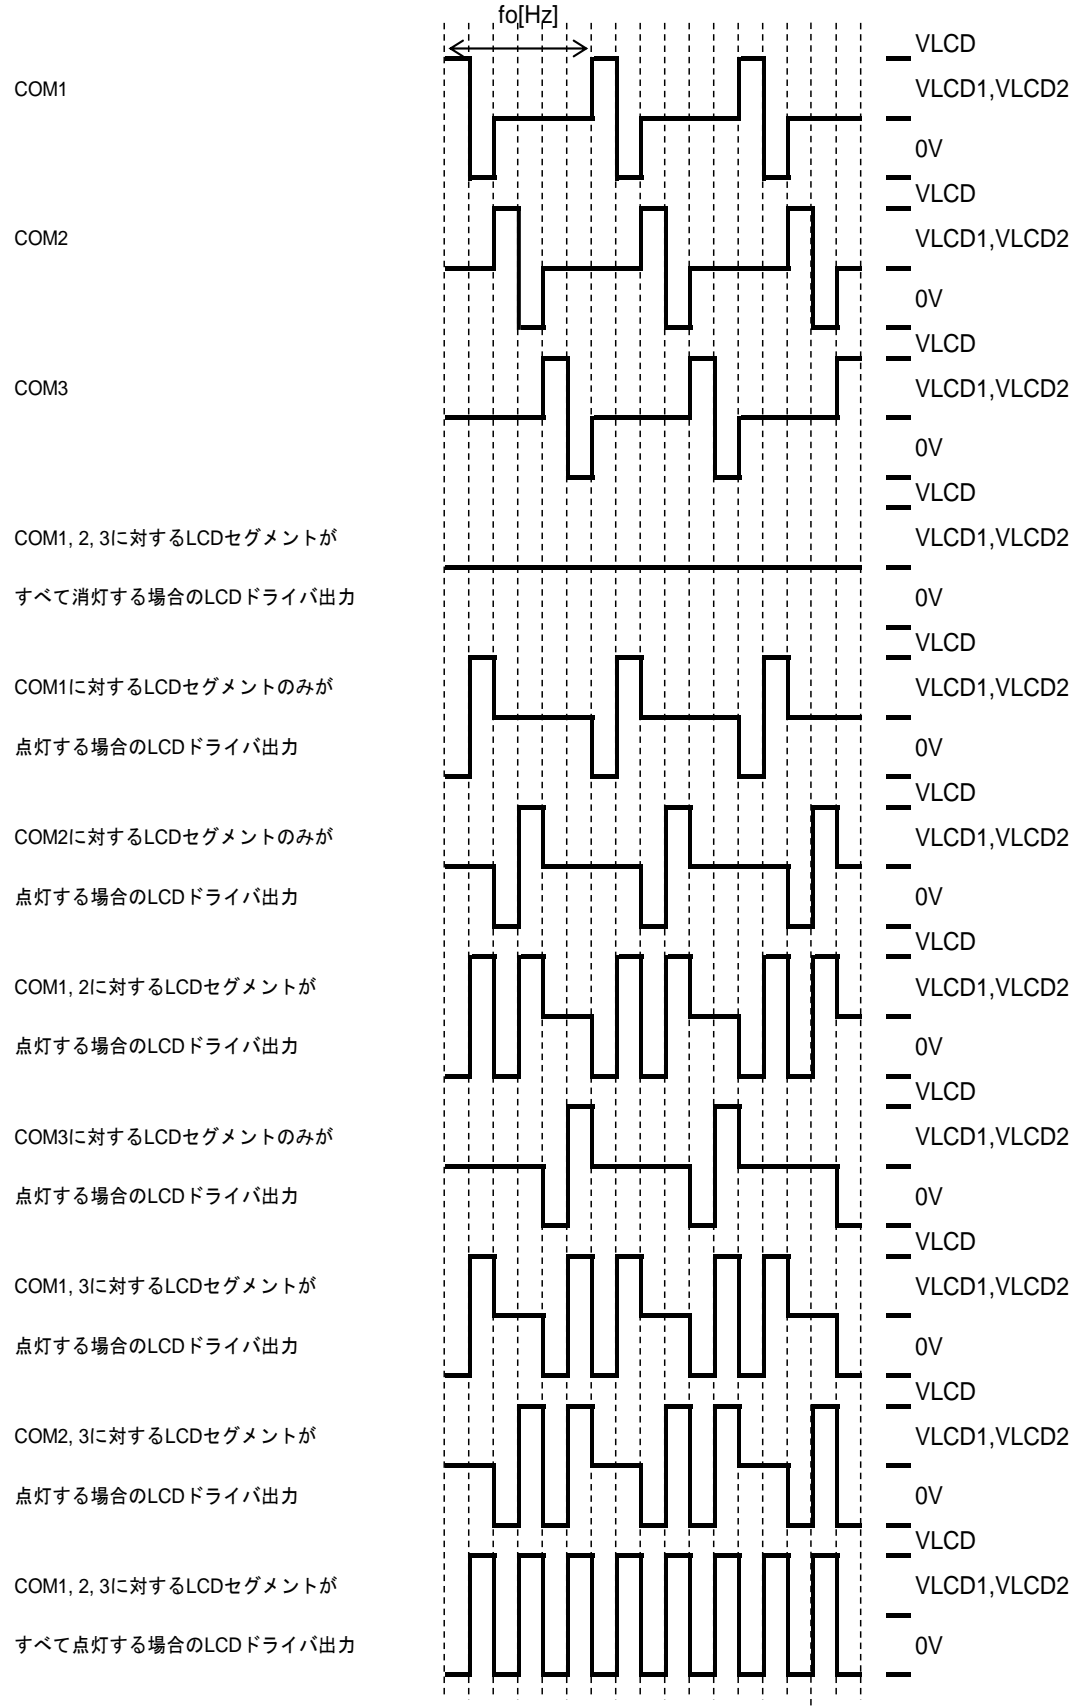 fo[Hz]
VLCD
COM1
VLCD1,VLCD2
0V
VLCD
COM2
VLCD1,VLCD2
0V
VLCD
COM3
VLCD1,VLCD2
0V
VLCD
COM1, 2, 3に対するLCDセグメントが
VLCD1,VLCD2
すべて消灯する場合のLCDドライバ出力
0V
VLCD
COM1に対するLCDセグメントのみが
VLCD1,VLCD2
点灯する場合のLCDドライバ出力
0V
VLCD
COM2に対するLCDセグメントのみが
VLCD1,VLCD2
点灯する場合のLCDドライバ出力
0V
VLCD
COM1, 2に対するLCDセグメントが
VLCD1,VLCD2
点灯する場合のLCDドライバ出力
0V
VLCD
COM3に対するLCDセグメントのみが
VLCD1,VLCD2
点灯する場合のLCDドライバ出力
0V
VLCD
COM1, 3に対するLCDセグメントが
VLCD1,VLCD2
点灯する場合のLCDドライバ出力
0V
VLCD
COM2, 3に対するLCDセグメントが
VLCD1,VLCD2
点灯する場合のLCDドライバ出力
0V
VLCD
COM1, 2, 3に対するLCDセグメントが
VLCD1,VLCD2
すべて点灯する場合のLCDドライバ出力
0V